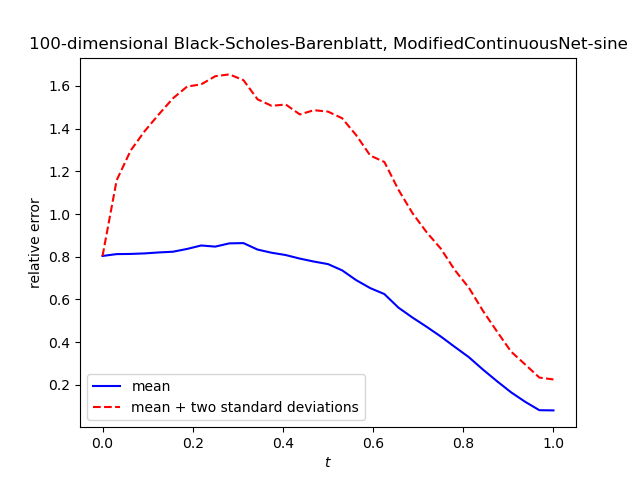 100-dimensional Black-Scholes-Barenblatt, ModifiedContinuousNet-sine
relative error
1.6
1.4
1.2
1.0
0.8
0.6
0.4
0.2
mean
mean + two standard deviations
0.0 0.2 0.4 0.6 0.8 1.0
t